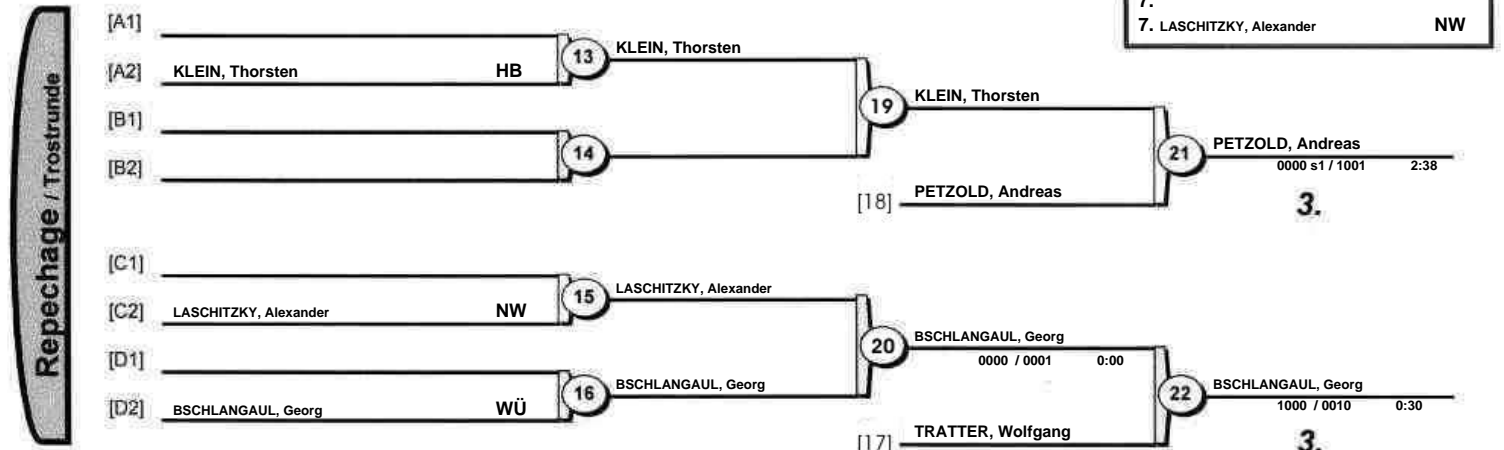 7.
7. LASCHITZKY, Alexander NW
Repechage / Trostrunde
[A1]
[A2] KLEIN, Thorsten HB
13
KLEIN, Thorsten
[B1]
[B2]
14
19
KLEIN, Thorsten
[18] PETZOLD, Andreas
21
PETZOLD, Andreas
0000 s1 / 1001 2:38
3.
[C1]
[C2] LASCHITZKY, Alexander NW
15
LASCHITZKY, Alexander
[D1]
[D2] BSCHLANGAUL, Georg WÜ
16
BSCHLANGAUL, Georg
20
BSCHLANGAUL, Georg
0000 / 0001 0:00
[17] TRATTER, Wolfgang
22
BSCHLANGAUL, Georg
1000 / 0010 0:30
3.